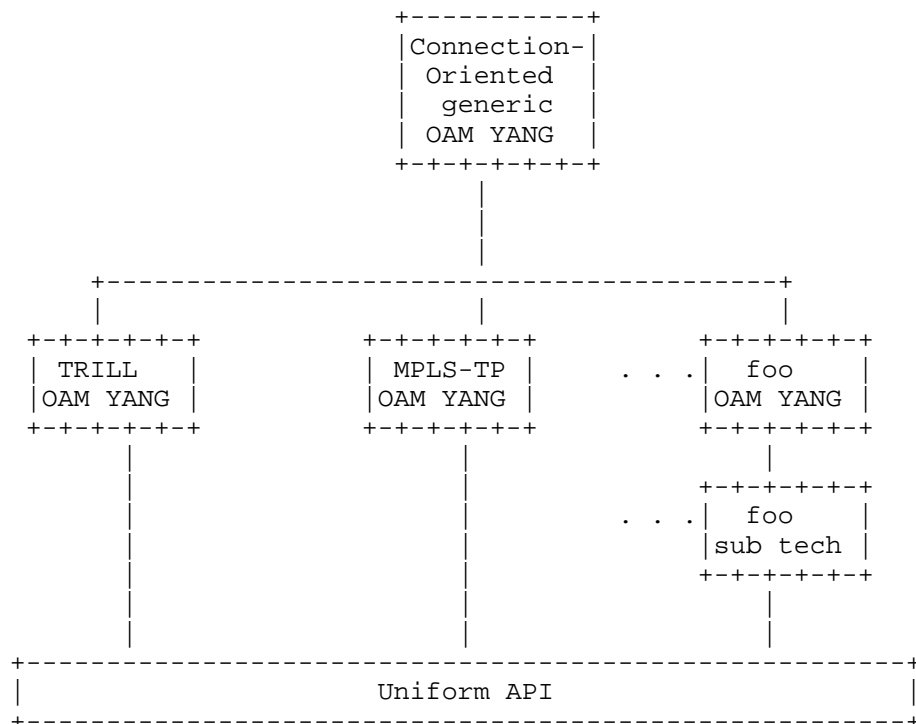 Connection-
Oriented
generic
OAM YANG
TRILL MPLS-TP . . . foo
OAM YANG OAM YANG OAM YANG
. . . foo
sub tech
Uniform API